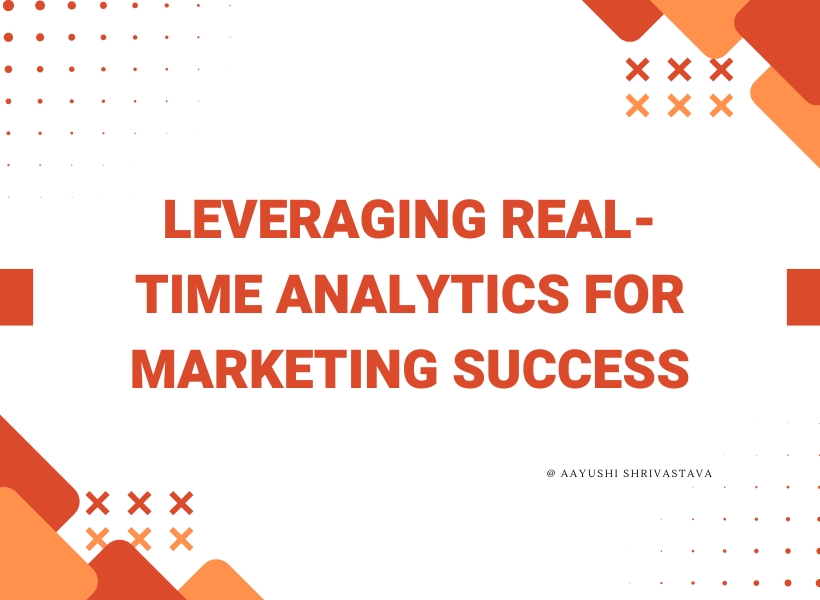 LEVERAGING REAL-
TIME ANALYTICS FOR
MARKETING SUCCESS
@ AAYUSHI SHRIVASTAVA